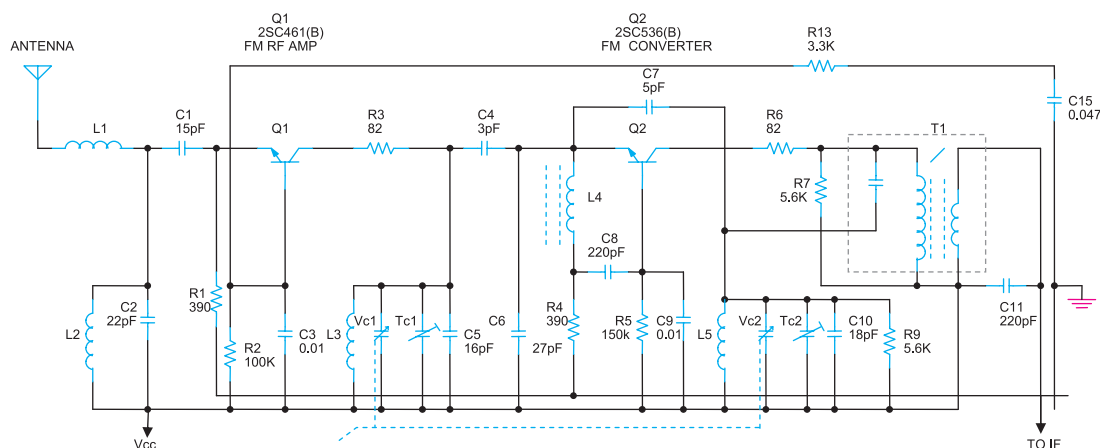 Q1
2SC461(B)
FM RF AMP
Q2
2SC536(B)
FM CONVERTER
R13
3.3K
ANTENNA
C7
5pF
C15
0.047
L1
C1
15pF
Q1
R3
82
C4
3pF
Q2
R6
82
T1
R7
5.6K
L4
C8
220pF
R1
390
C2
22pF
L2
R2
100K
C3
0.01
L3
Vc1
Tc1
C5
16pF
C6
27pF
R4
390
R5
150k
C9
0.01
L5
Vc2
Tc2
C10
18pF
R9
5.6K
C11
220pF
Vcc
TO IF